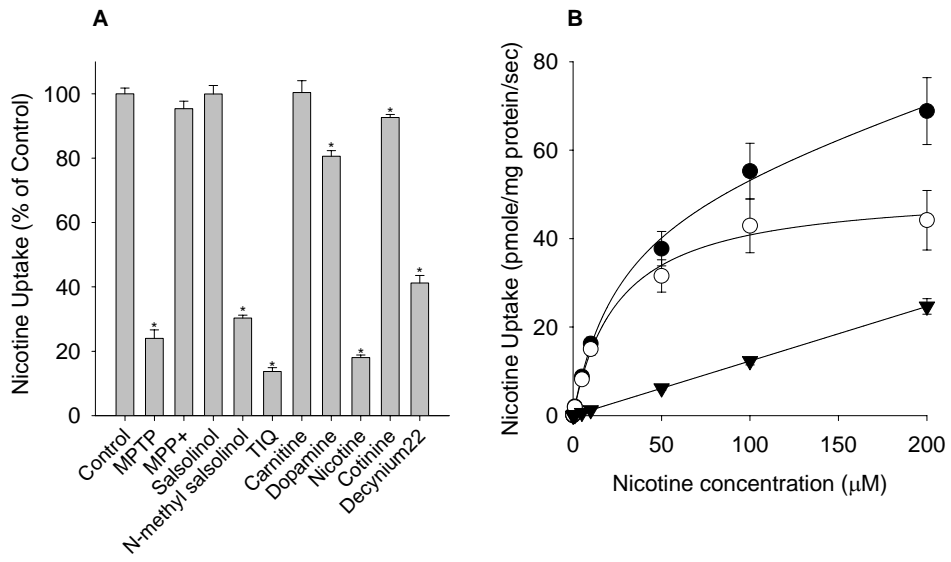 A
Nicotine Uptake (% of Control)
100
80
60
40
20
0
*
*
*
*
*
*
*
Control
MPTP
MPP+
Salsolinol
N-methyl salsolinol
TIQ
Carnitine
Dopamine
Nicotine
Cotinine
Decynium22
B
Nicotine Uptake (pmole/mg protein/sec)
80
60
40
20
0
0
50
100
150
200
Nicotine concentration (μM)